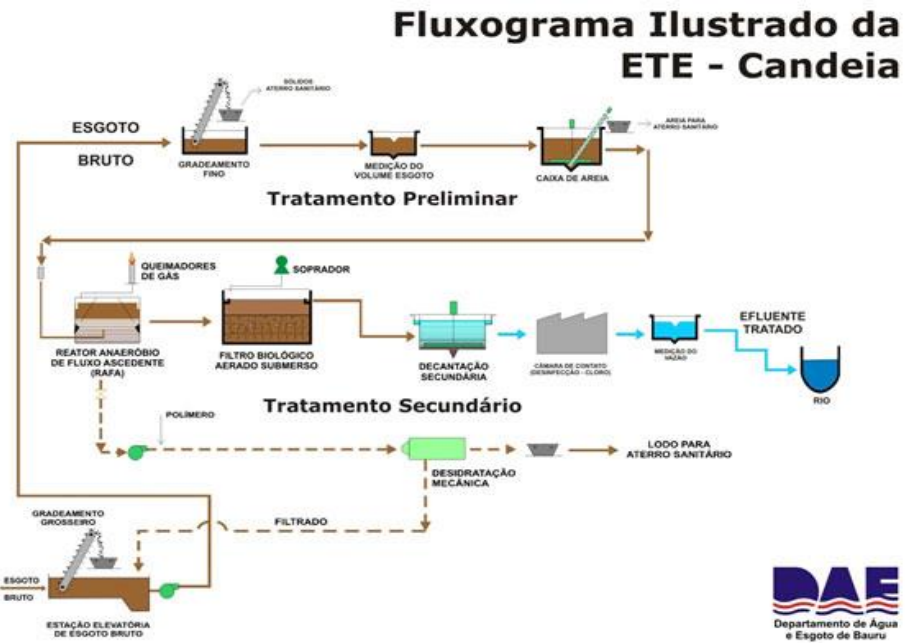 Fluxograma Ilustrado da
ETE - Candeia
SÓLIDOS
ATERRO SANITÁRIO
ESGOTO
BRUTO
GRADEAMENTO
FINO
MEDIÇÃO DO
VOLUME ESGOTO
AREIA PARA
ATERRO SANITÁRIO
CAIXA DE AREIA
Tratamento Preliminar
QUEIMADORES
DE GÁS
SOPRADOR
REATOR ANAERÓBIO
DE FLUXO ASCEDENTE
(RAFA)
FILTRO BIOLÓGICO
AERADO SUBMERSO
DECANTAÇÃO
SECUNDÁRIA
CÂMARA DE CONTATO
(DESINFECÇÃO - CLORO)
MEDIÇÃO DO
VAZÃO
EFLUENTE
TRATADO
RIO
Tratamento Secundário
POLÍMERO
DESIDRATAÇÃO
MECÂNICA
LODO PARA
ATERRO SANITÁRIO
FILTRADO
GRADEAMENTO
GROSSEIRO
ESGOTO
BRUTO
ESTAÇÃO ELEVATÓRIA
DE ESGOTO BRUTO
DAE
Departamento de Água
e Esgoto de Bauru